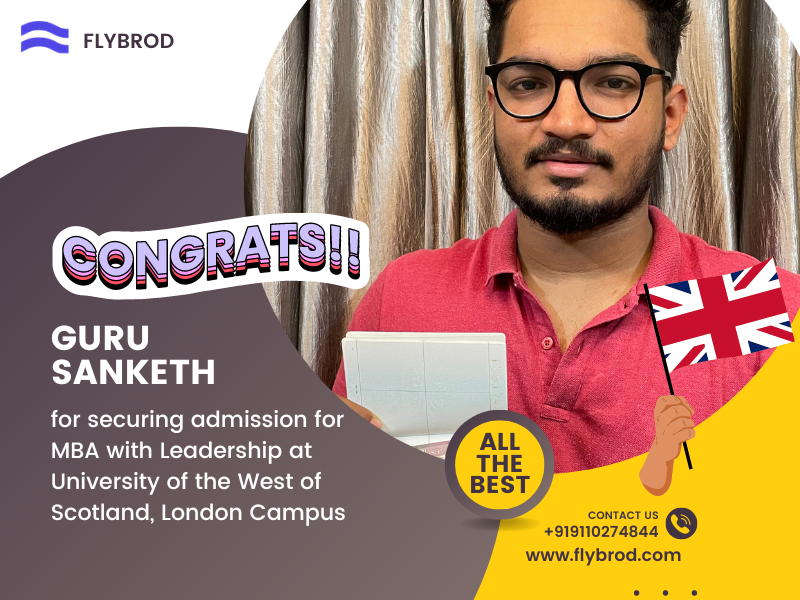 FLYBROD
CONGRATS!!
GURU
SANKETH
for securing admission for
MBA with Leadership at
University of the West of
Scotland, London Campus
ALL
THE
BEST
CONTACT US
+919110274844
www.flybrod.com